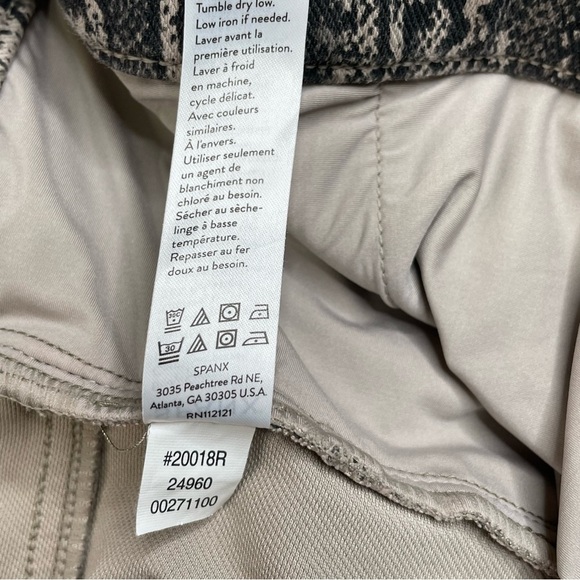 Tumble dry low.
Low iron if needed.
Laver avant la
première utilisation.
Laver à froid
en machine,
cycle délicat.
Avec couleurs
similaires.
À l'envers.
Utiliser seulement
un agent de
blanchiment non
chloré au besoin.
Sécher au sèche-
linge à basse
température.
Repasser au fer
doux au besoin.
30C
30
SPANX
3035 Peachtree Rd NE,
Atlanta, GA 30305 U.S.A.
RN112121
#20018R
24960
00271100